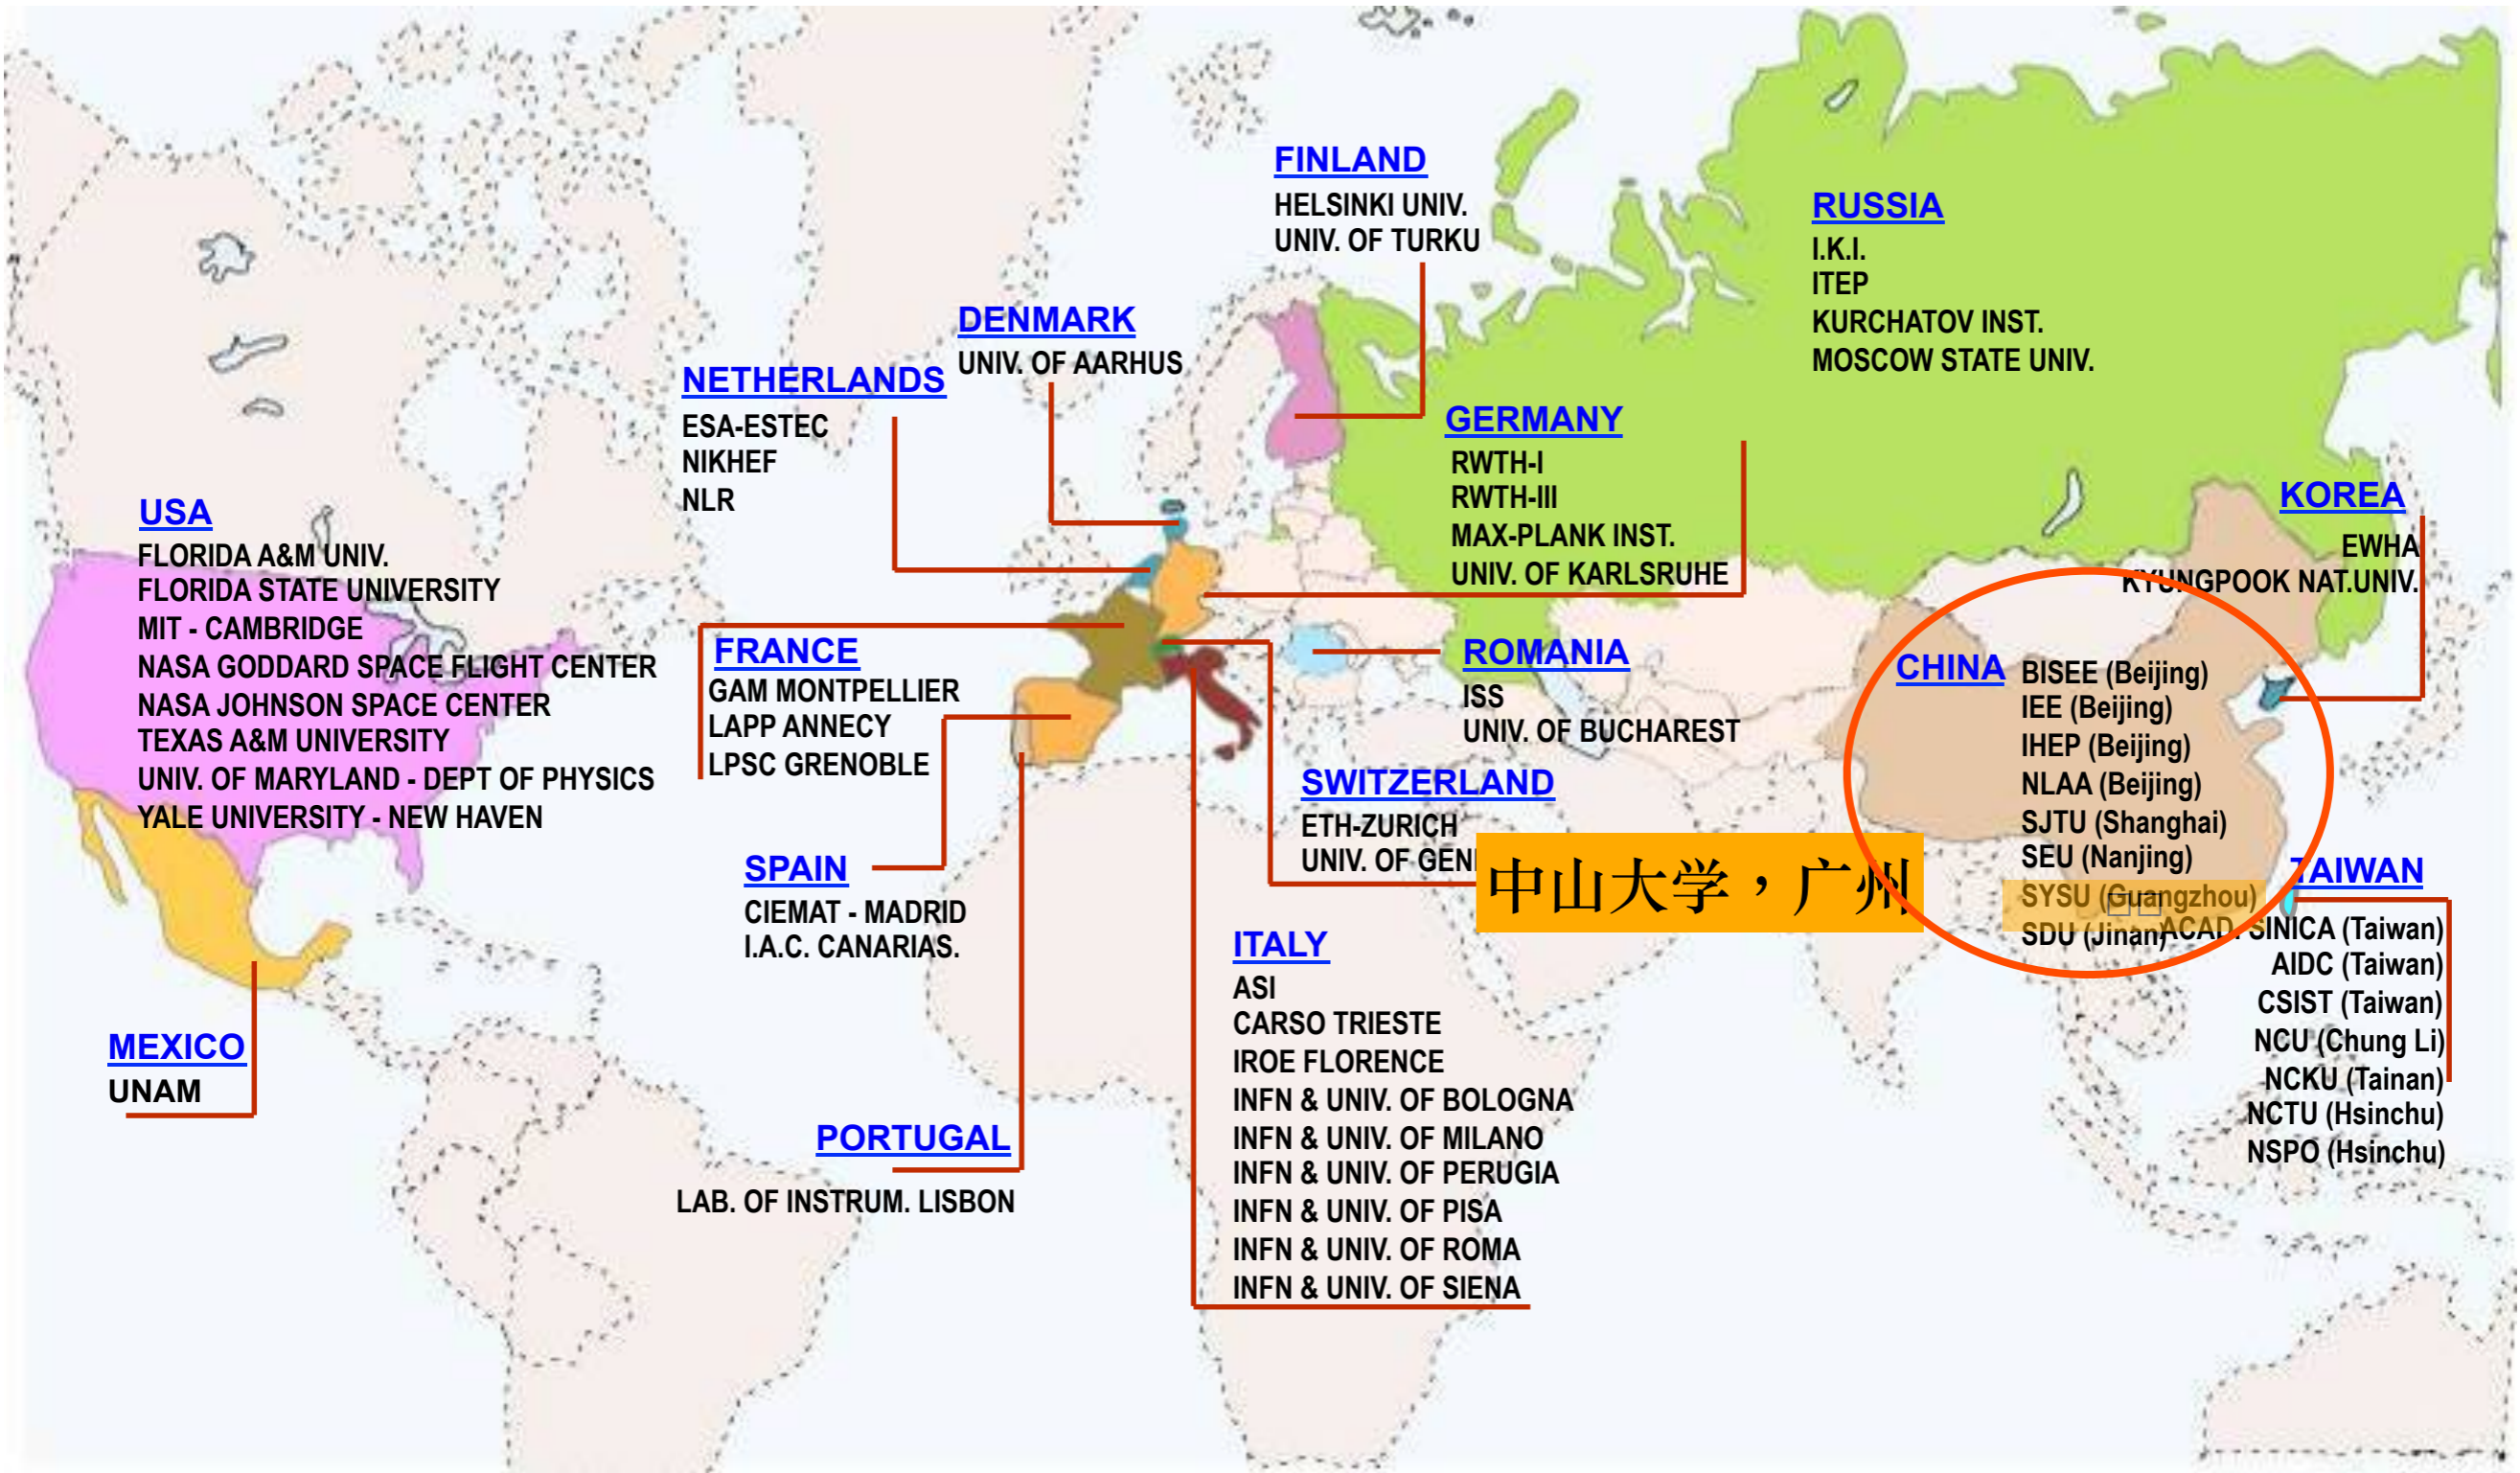 FINLAND
HELSINKI UNIV.
UNIV. OF TURKU
RUSSIA
I.K.I.
ITEP
KURCHATOV INST.
MOSCOW STATE UNIV.
DENMARK
UNIV. OF AARHUS
NETHERLANDS
ESA-ESTEC
NIKHEF
NLR
GERMANY
RWTH-I
RWTH-III
MAX-PLANK INST.
UNIV. OF KARLSRUHE
KOREA
EWHA
KYUNGPOOK NAT.UNIV.
USA
FLORIDA A&M UNIV.
FLORIDA STATE UNIVERSITY
MIT - CAMBRIDGE
NASA GODDARD SPACE FLIGHT CENTER
NASA JOHNSON SPACE CENTER
TEXAS A&M UNIVERSITY
UNIV. OF MARYLAND - DEPT OF PHYSICS
YALE UNIVERSITY - NEW HAVEN
FRANCE
GAM MONTPELLIER
LAPP ANNECY
LPSC GRENOBLE
ROMANIA
ISS
UNIV. OF BUCHAREST
CHINA
BISEE (Beijing)
IEE (Beijing)
IHEP (Beijing)
NLAA (Beijing)
SJTU (Shanghai)
SEU (Nanjing)
SYSU (Guangzhou)
SDU (Jinan)
SWITZERLAND
ETH-ZURICH
UNIV. OF
中山大学，广州
SPAIN
CIEMAT - MADRID
I.A.C. CANARIAS.
TAIWAN
ACAD. SINICA (Taiwan)
AIDC (Taiwan)
CSIST (Taiwan)
NCU (Chung Li)
NCKU (Tainan)
NCTU (Hsinchu)
NSPO (Hsinchu)
ITALY
ASI
CARSO TRIESTE
IROE FLORENCE
INFN & UNIV. OF BOLOGNA
INFN & UNIV. OF MILANO
INFN & UNIV. OF PERUGIA
INFN & UNIV. OF PISA
INFN & UNIV. OF ROMA
INFN & UNIV. OF SIENA
MEXICO
UNAM
PORTUGAL
LAB. OF INSTRUM. LISBON